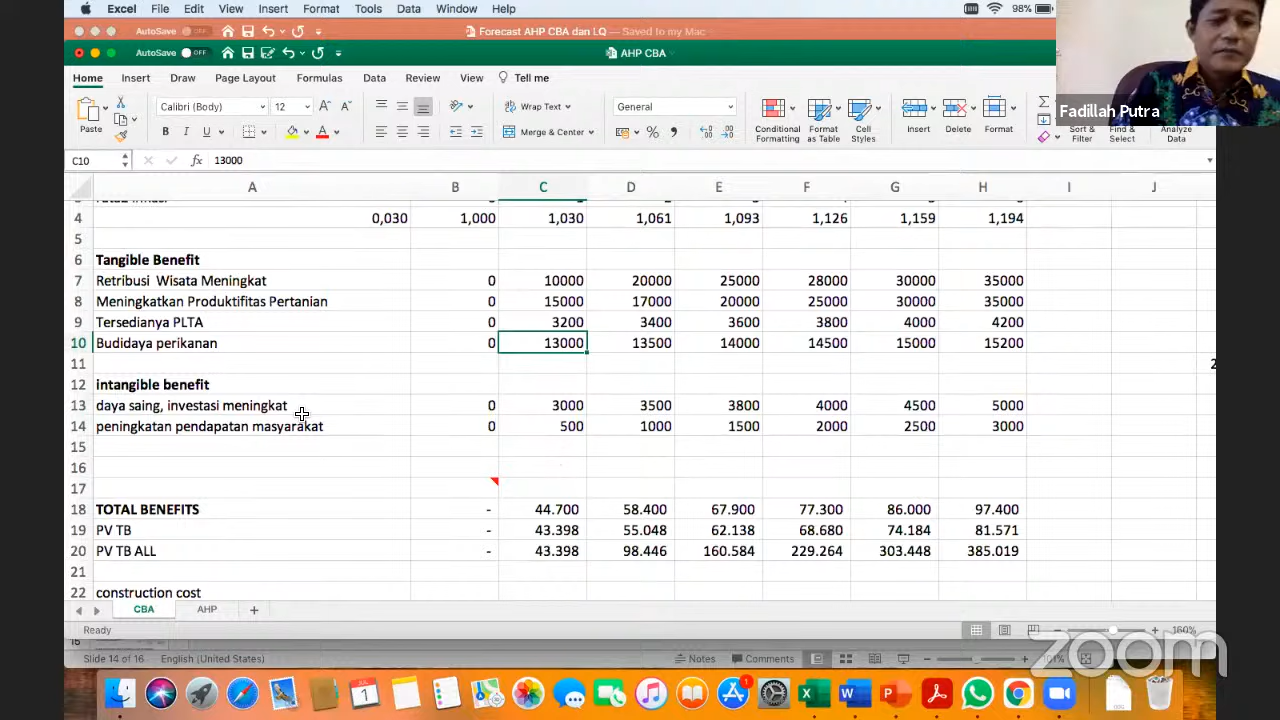 Excel File Edit View Insert Format Tools Data Window Help 98%
AutoSave OFF Forecast AHP CBA dan LQ — Saved to my Mac
AutoSave OFF AHP CBA
Home Insert Draw Page Layout Formulas Data Review View Tell me
Paste Calibri (Body) 12 A A Wrap Text General
B I U A Merge & Center % Conditional Formatting Format as Table Cell Styles Insert Delete Format Sort & Filter Find & Select Analyze Data
Fadillah Putra
C10 fx 13000
A B C D E F G H I J
4 0,030 1,000 1,030 1,061 1,093 1,126 1,159 1,194
5
6 Tangible Benefit
7 Retribusi Wisata Meningkat 0 10000 20000 25000 28000 30000 35000
8 Meningkatkan Produktifitas Pertanian 0 15000 17000 20000 25000 30000 35000
9 Tersedianya PLTA 0 3200 3400 3600 3800 4000 4200
10 Budidaya perikanan 0 13000 13500 14000 14500 15000 15200
11 2
12 intangible benefit
13 daya saing, investasi meningkat 0 3000 3500 3800 4000 4500 5000
14 peningkatan pendapatan masyarakat 0 500 1000 1500 2000 2500 3000
15
16
17
18 TOTAL BENEFITS - 44.700 58.400 67.900 77.300 86.000 97.400
19 PV TB - 43.398 55.048 62.138 68.680 74.184 81.571
20 PV TB ALL - 43.398 98.446 160.584 229.264 303.448 385.019
21
22 construction cost
CBA AHP +
Ready 160%
Slide 14 of 16 English (United States) Notes Comments 101%
zoom